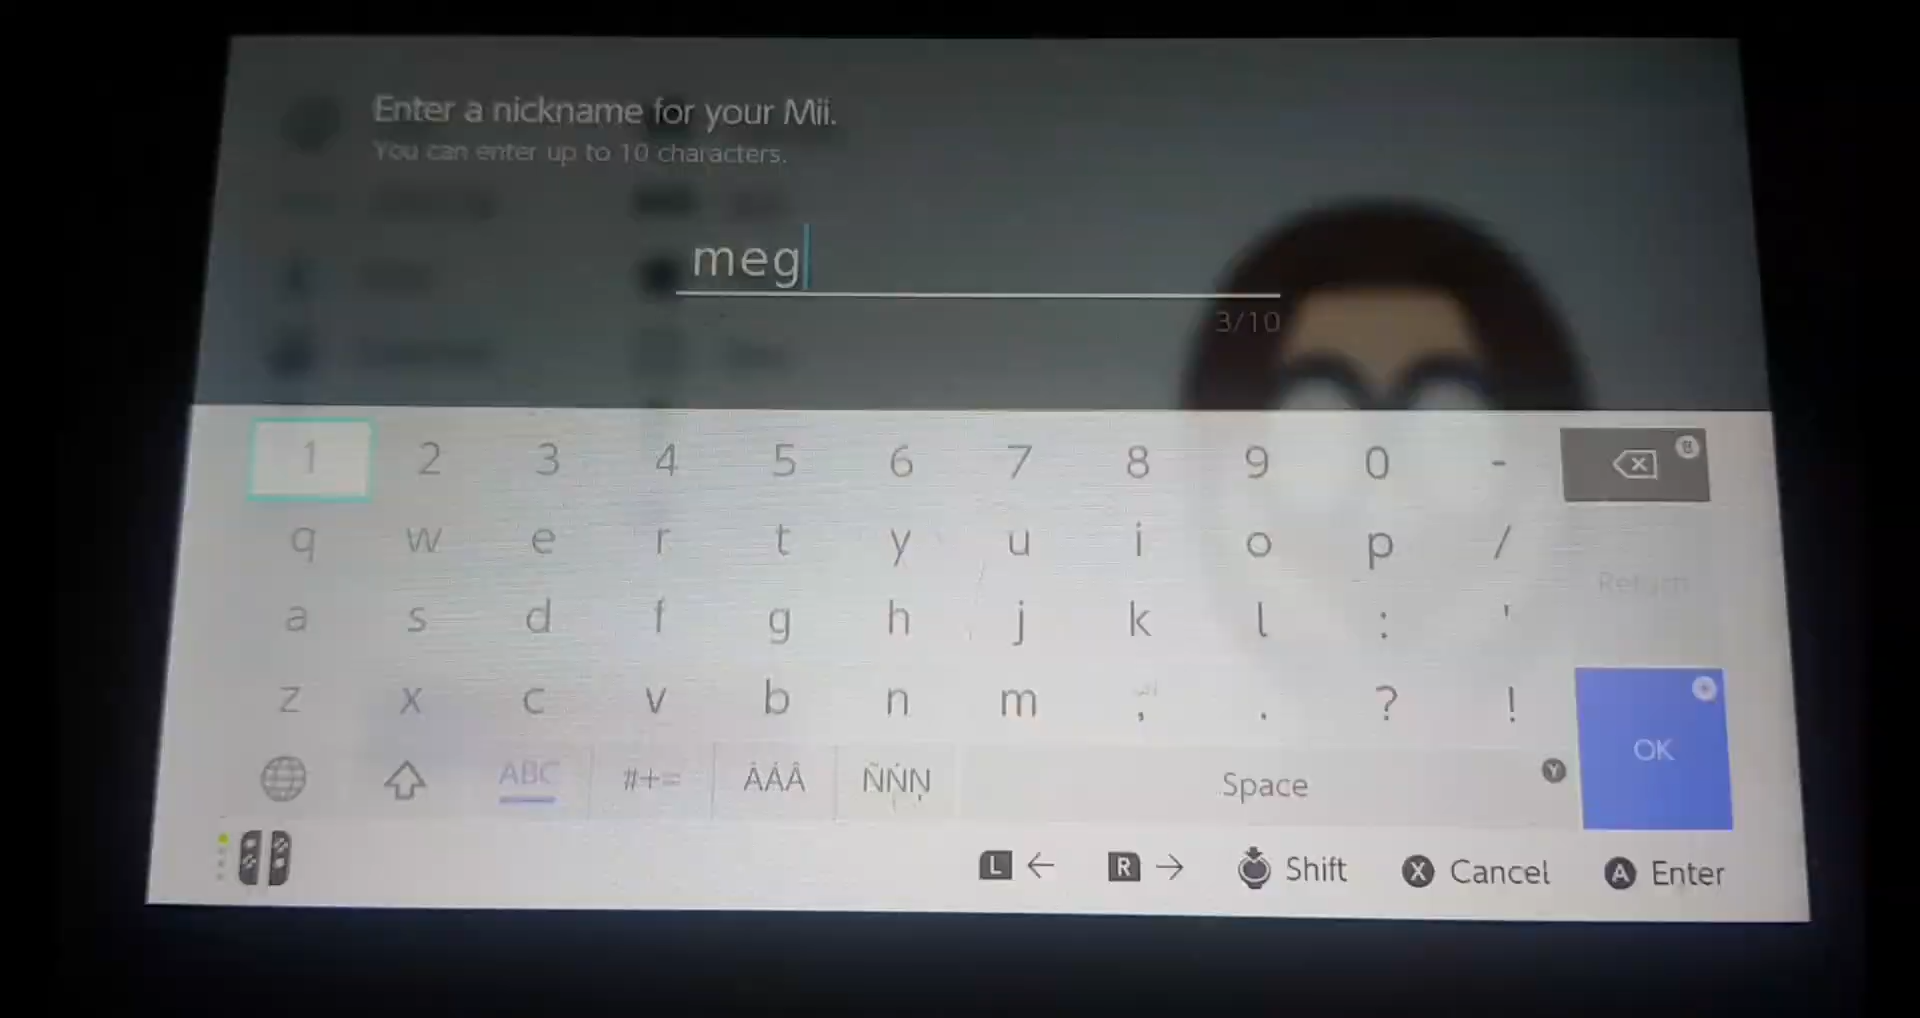 Enter a nickname for your Mii.
You can enter up to 10 characters.
meg
3/10
1 2 3 4 5 6 7 8 9 0 -
B
q w e r t y u i o p /
Return
a s d f g h j k l : '
z x c v b n m , . ? !
+
OK
ABC #+= ÀÁÂ ÑŃŅ Space Y
L ← R → Shift X Cancel A Enter